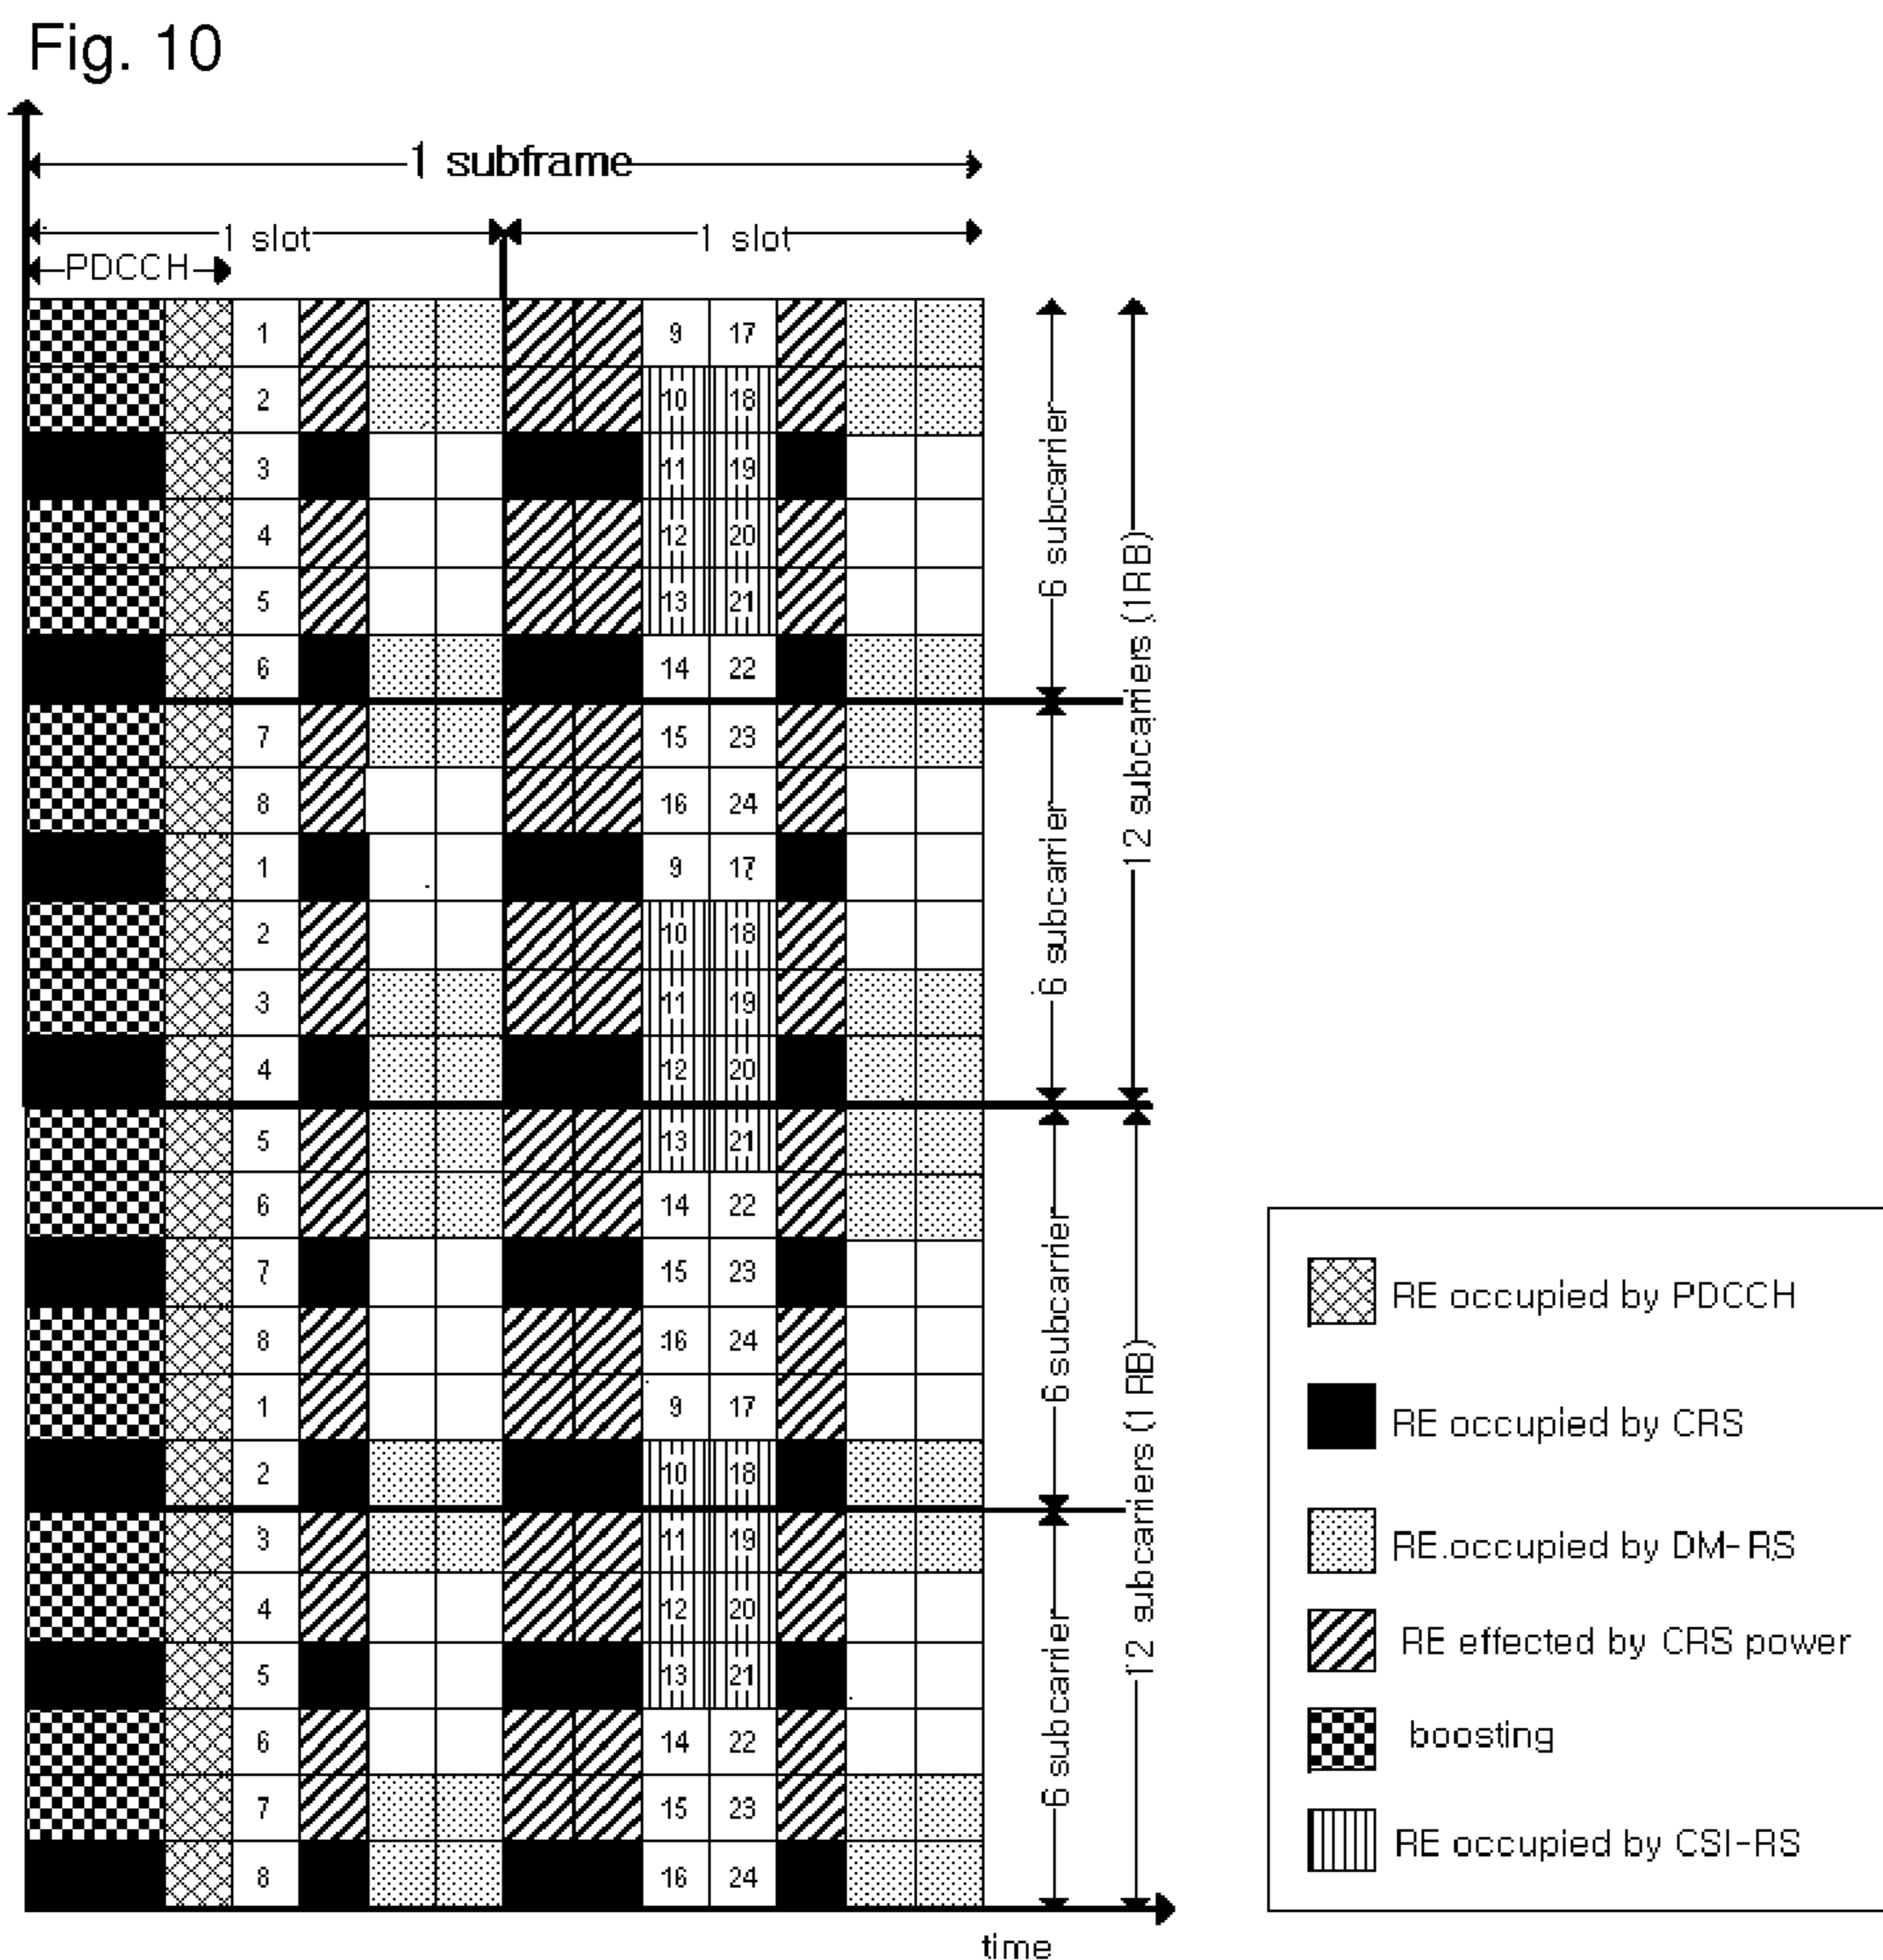 Fig. 10
1 subframe
1 slot 1 slot
PDCCH
1 9 17
2 10 18
3 11 19
4 12 20
5 13 21
6 14 22
7 15 23
8 16 24
1 9 17
2 10 18
3 11 19
4 12 20
5 13 21
6 14 22
7 15 23
8 16 24
1 9 17
2 10 18
3 11 19
4 12 20
5 13 21
6 14 22
7 15 23
8 16 24
6 subcarrier
6 subcarrier
6 subcarrier
6 subcarrier
12 subcarriers (1RB)
12 subcarriers (1 RB)
time
RE occupied by PDCCH
RE occupied by CRS
RE.occupied by DM-RS
RE effected by CRS power
boosting
RE occupied by CSI-RS